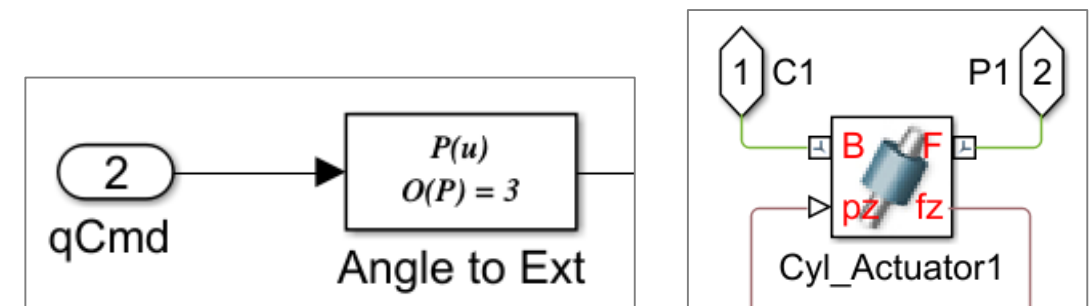 2
qCmd
P(u)
O(P) = 3
Angle to Ext
1 C1
P1 2
B F
pz fz
Cyl_Actuator1